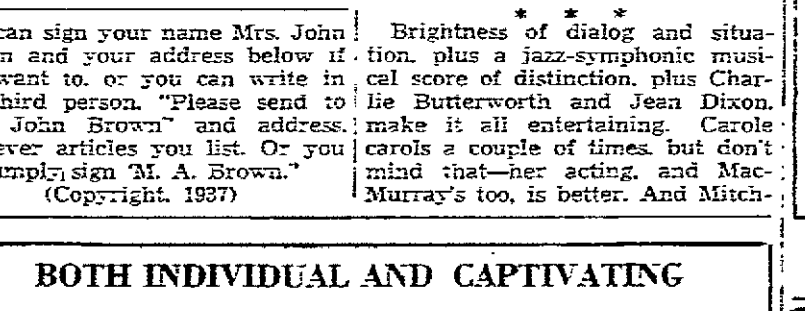 can sign your name Mrs. John
n and your address below if
want to, or you can write in
hird person. "Please send to
John Brown" and address.
ever articles you list. Or you
imply sign "M. A. Brown."
(Copyright, 1937)
* * *
Brightness of dialog and situa-
tion, plus a jazz-symphonic musi-
cal score of distinction, plus Char-
lie Butterworth and Jean Dixon,
make it all entertaining. Carole
carols a couple of times, but don't
mind that—her acting, and Mac-
Murray's too, is better. And Mitch-
BOTH INDIVIDUAL AND CAPTIVATING